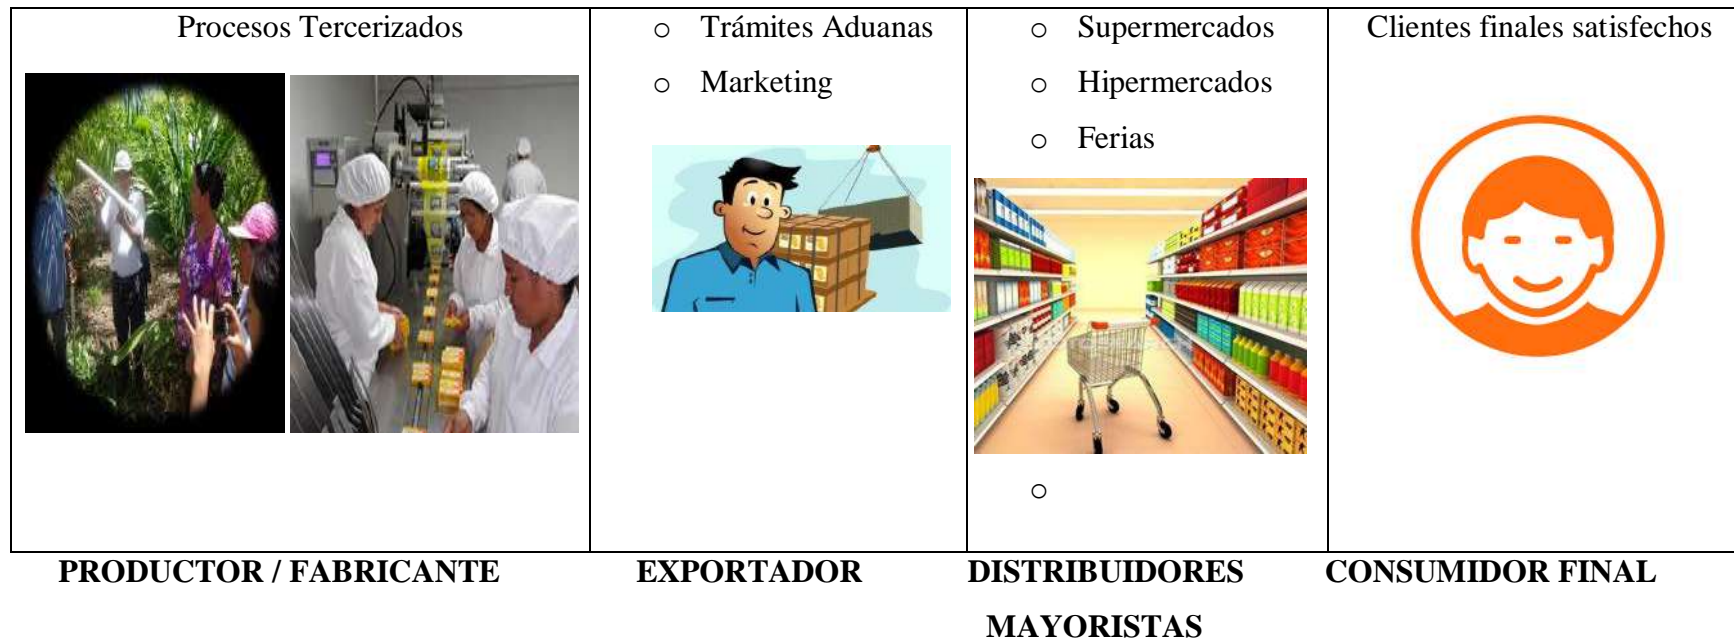 Procesos Tercerizados
o Trámites Aduanas
o Marketing
o Supermercados
o Hipermercados
o Ferias
o
Clientes finales satisfechos
PRODUCTOR / FABRICANTE
EXPORTADOR
DISTRIBUIDORES
MAYORISTAS
CONSUMIDOR FINAL